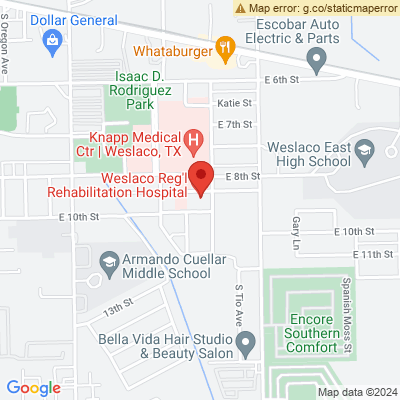 Map error: g.co/staticmaperror
S Oregon Ave
Dollar General
Escobar Auto
Electric & Parts
Whataburger
E 6th St
Isaac D.
Rodriguez
Park
Katie St
E 7th St
Knapp Medical
Ctr | Weslaco, TX
Weslaco East
High School
E 8th St
Weslaco Reg'l
Rehabilitation Hospital
E 10th St
Gary Ln
E 10th St
E 11th St
Armando Cuellar
Middle School
S Tio Ave
Spanish Moss St
13th St
Encore
Southern
Comfort
Bella Vida Hair Studio
& Beauty Salon
Google
Map data ©2024